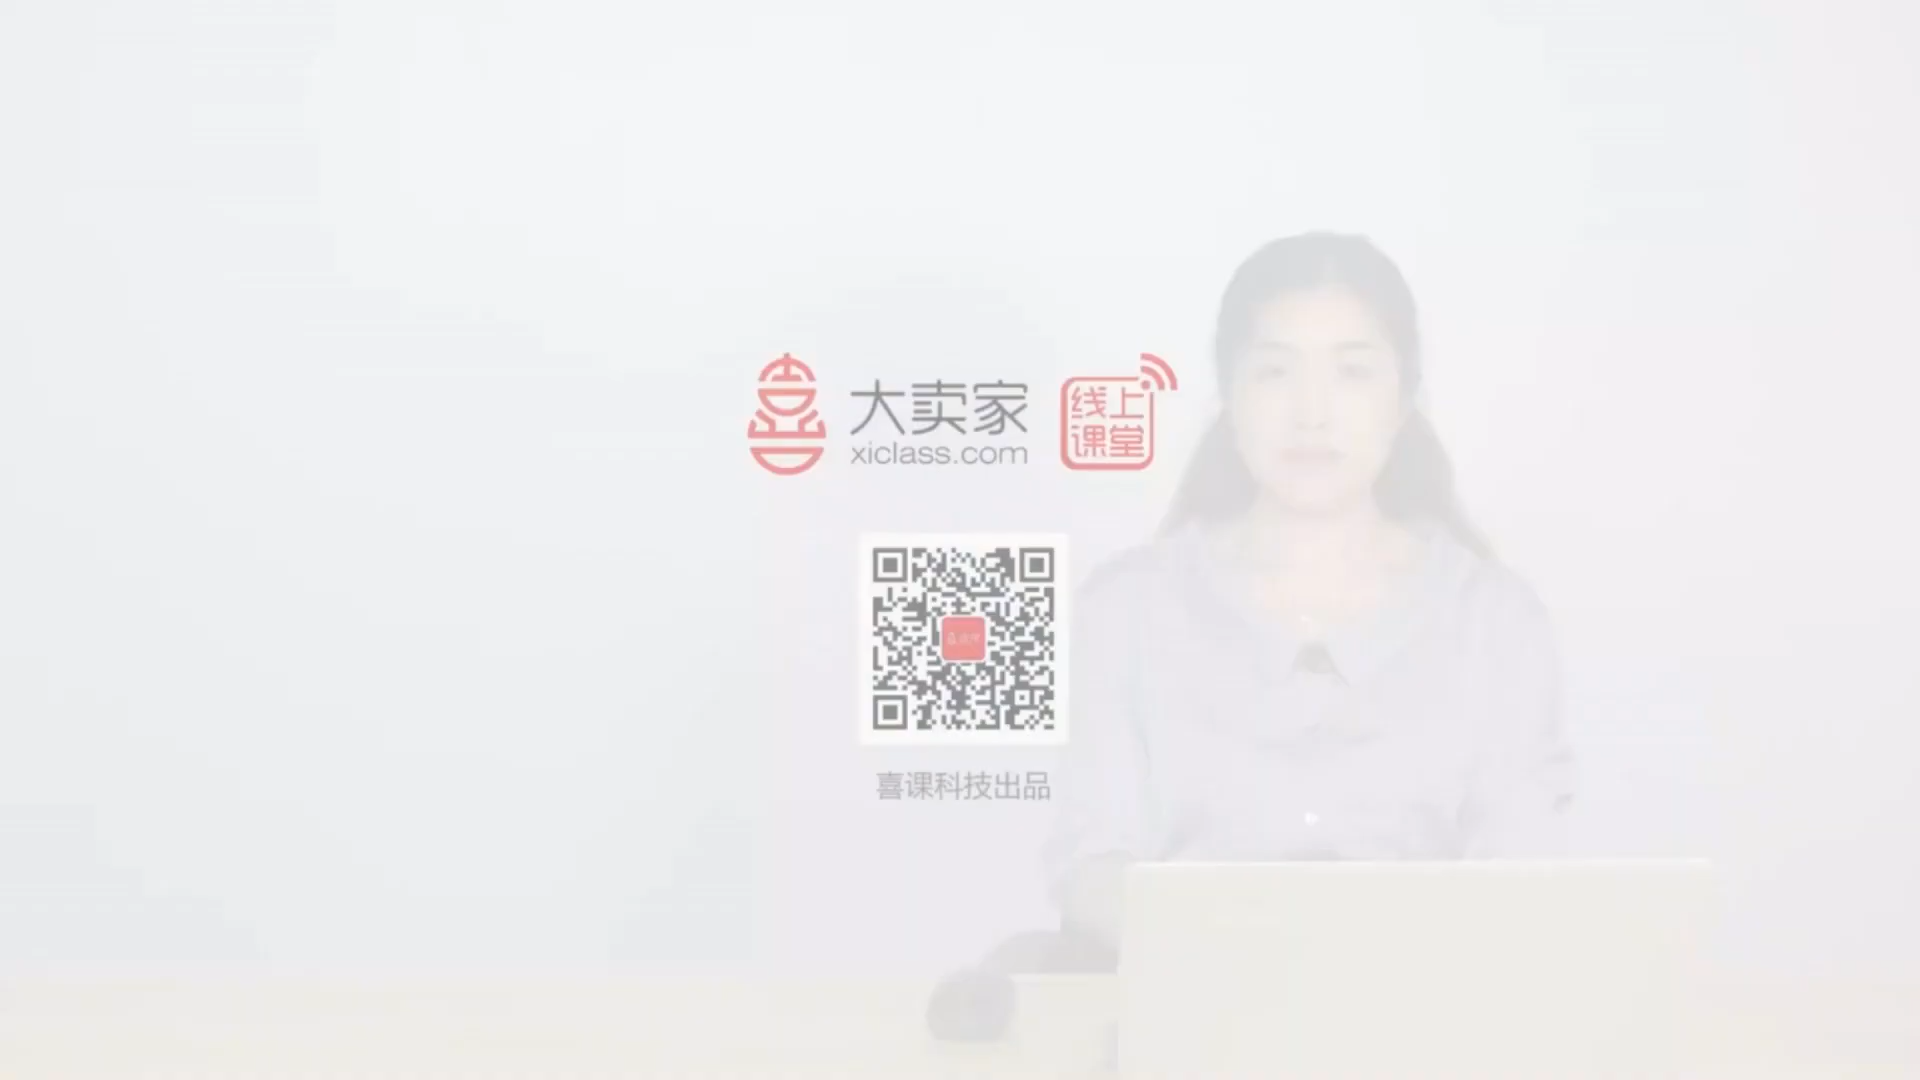 大卖家
xiclass.com
线上
课堂
喜课科技出品